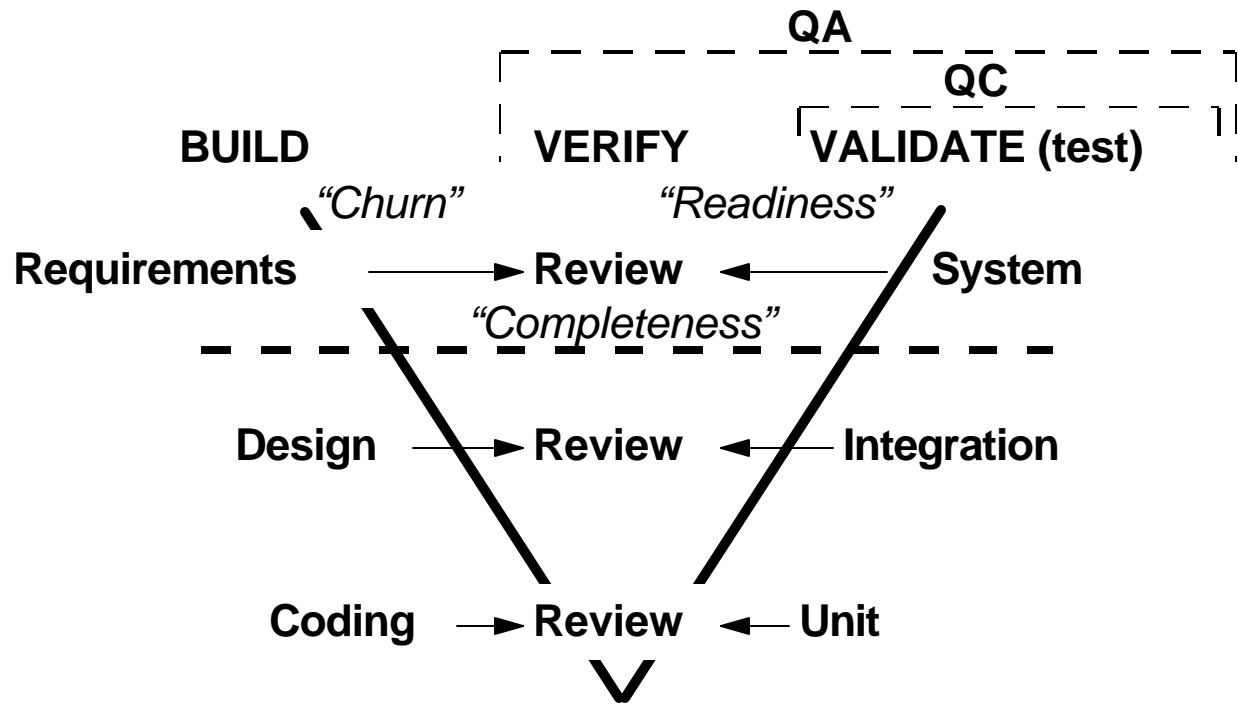 QA
QC
BUILD VERIFY VALIDATE (test)
“Churn” “Readiness”
Requirements Review System
“Completeness”
Design Review Integration
Coding Review Unit